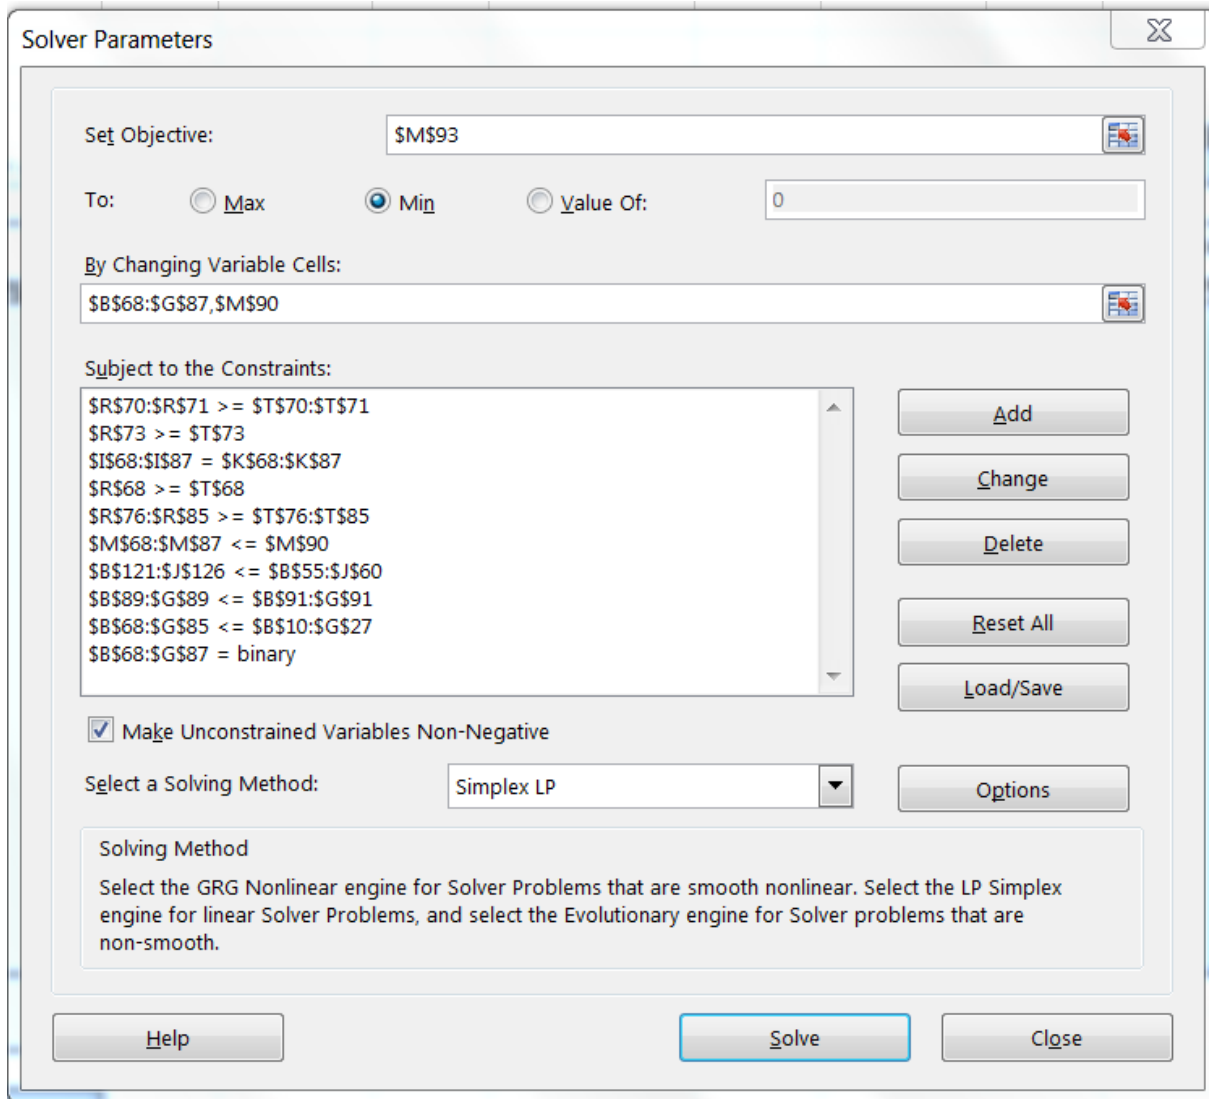 Solver Parameters
Set Objective:
$M$93
To:
Max
Min
Value Of:
0
By Changing Variable Cells:
$B$68:$G$87,$M$90
Subject to the Constraints:
$R$70:$R$71 >= $T$70:$T$71
$R$73 >= $T$73
$I$68:$I$87 = $K$68:$K$87
$R$68 >= $T$68
$R$76:$R$85 >= $T$76:$T$85
$M$68:$M$87 <= $M$90
$B$121:$J$126 <= $B$55:$J$60
$B$89:$G$89 <= $B$91:$G$91
$B$68:$G$85 <= $B$10:$G$27
$B$68:$G$87 = binary
Add
Change
Delete
Reset All
Load/Save
Make Unconstrained Variables Non-Negative
Select a Solving Method:
Simplex LP
Options
Solving Method
Select the GRG Nonlinear engine for Solver Problems that are smooth nonlinear. Select the LP Simplex
engine for linear Solver Problems, and select the Evolutionary engine for Solver problems that are
non-smooth.
Help
Solve
Close